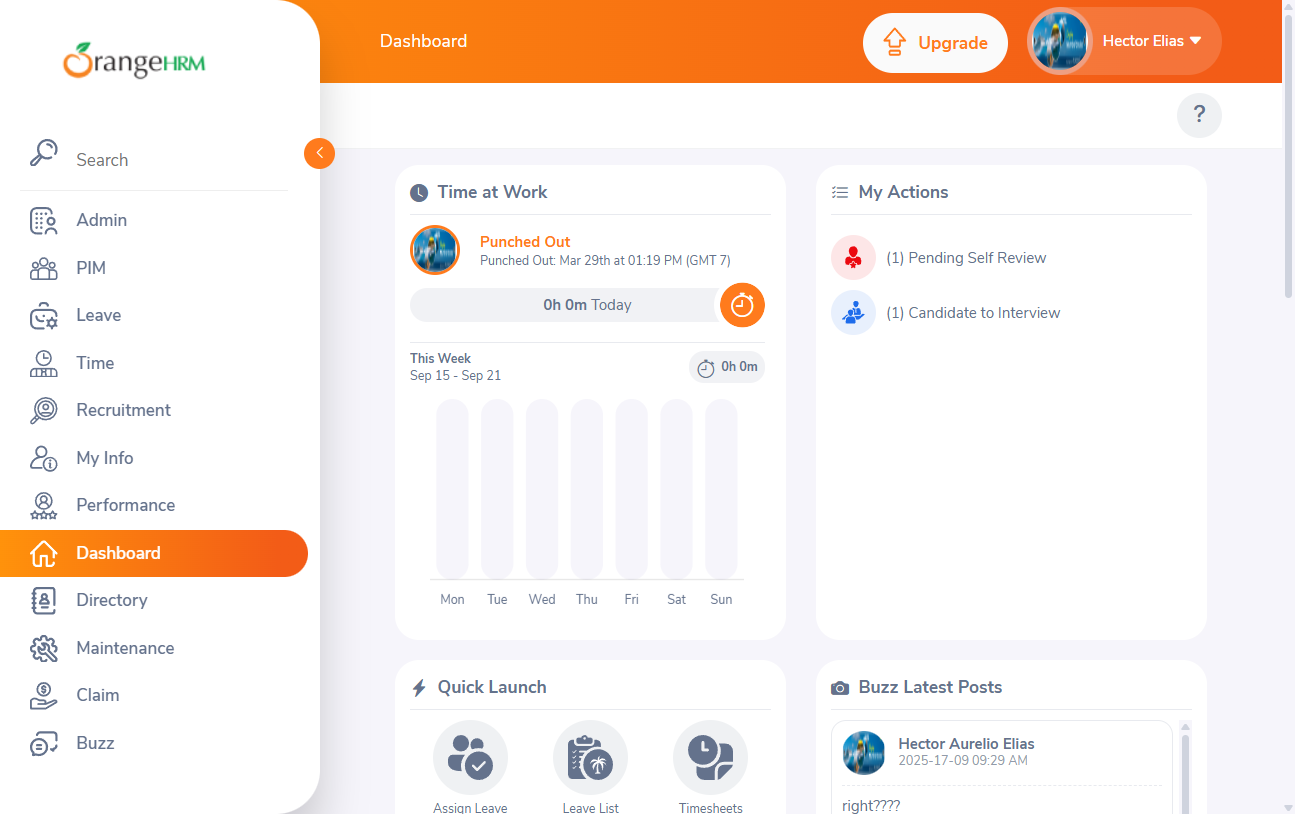 OrangeHRM
Search
Admin
PIM
Leave
Time
Recruitment
My Info
Performance
Dashboard
Directory
Maintenance
Claim
Buzz
Dashboard
Upgrade
Hector Elias
?
Time at Work
Punched Out
Punched Out: Mar 29th at 01:19 PM (GMT 7)
0h 0m Today
This Week
Sep 15 - Sep 21
0h 0m
Mon Tue Wed Thu Fri Sat Sun
My Actions
(1) Pending Self Review
(1) Candidate to Interview
Quick Launch
Assign Leave
Leave List
Timesheets
Buzz Latest Posts
Hector Aurelio Elias
2025-17-09 09:29 AM
right????